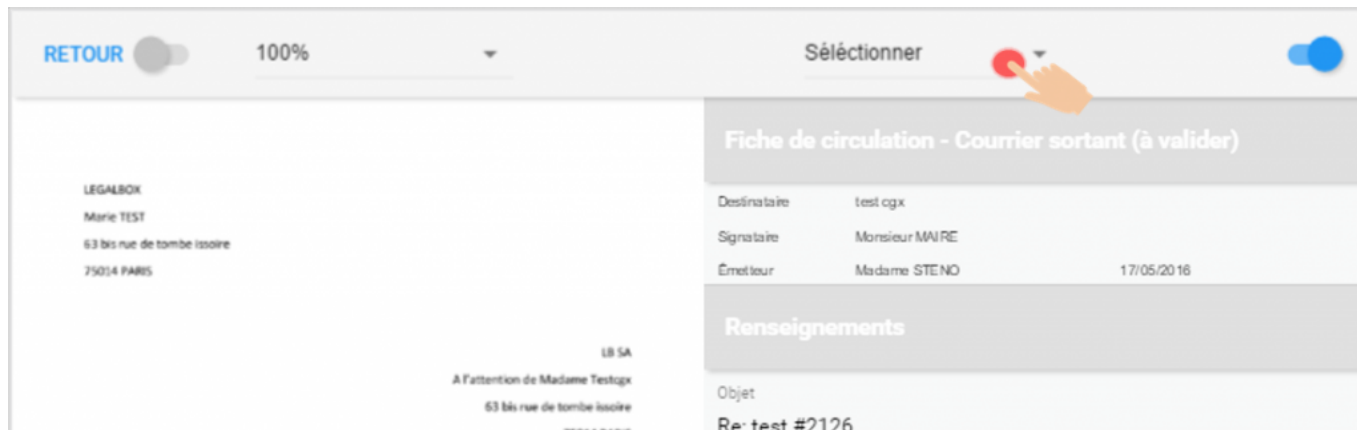 RETOUR 100% Séléctionner
LEGALBOX
Marie TEST
63 bis rue de tombe issoire
75014 PARIS
LB SA
A l'attention de Madame Testcgx
63 bis rue de tombe issoire
Fiche de circulation - Courrier sortant (à valider)
Destinataire test cgx
Signataire Monsieur MAIRE
Émetteur Madame STENO 17/05/2016
Renseignements
Objet
Re: test #2126